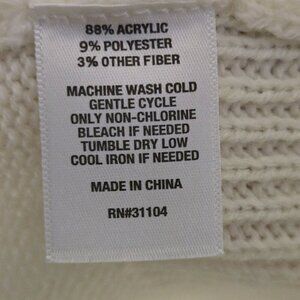 88% ACRYLIC
9% POLYESTER
3% OTHER FIBER
MACHINE WASH COLD
GENTLE CYCLE
ONLY NON-CHLORINE
BLEACH IF NEEDED
TUMBLE DRY LOW
COOL IRON IF NEEDED
MADE IN CHINA
RN#31104